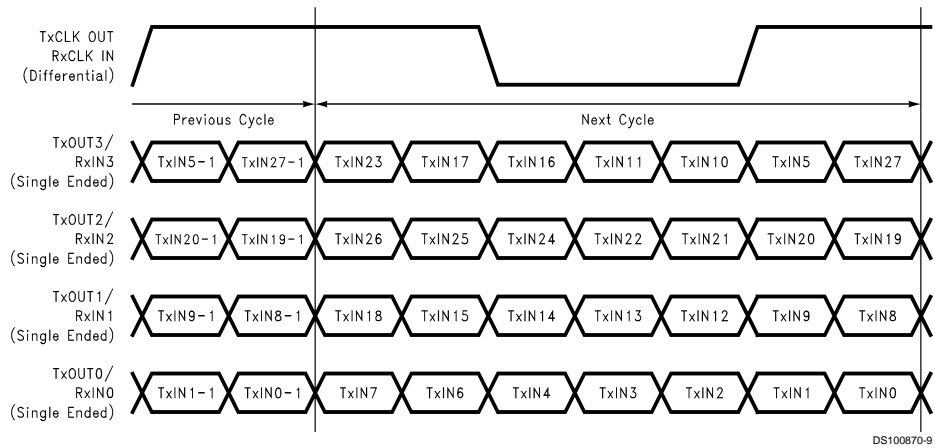 TxCLK OUT
RxCLK IN
(Differential)
Previous Cycle Next Cycle
TxOUT3/
RxIN3
(Single Ended)
TxIN5-1 TxIN27-1 TxIN23 TxIN17 TxIN16 TxIN11 TxIN10 TxIN5 TxIN27
TxOUT2/
RxIN2
(Single Ended)
TxIN20-1 TxIN19-1 TxIN26 TxIN25 TxIN24 TxIN22 TxIN21 TxIN20 TxIN19
TxOUT1/
RxIN1
(Single Ended)
TxIN9-1 TxIN8-1 TxIN18 TxIN15 TxIN14 TxIN13 TxIN12 TxIN9 TxIN8
TxOUT0/
RxIN0
(Single Ended)
TxIN1-1 TxIN0-1 TxIN7 TxIN6 TxIN4 TxIN3 TxIN2 TxIN1 TxIN0
DS100870-9